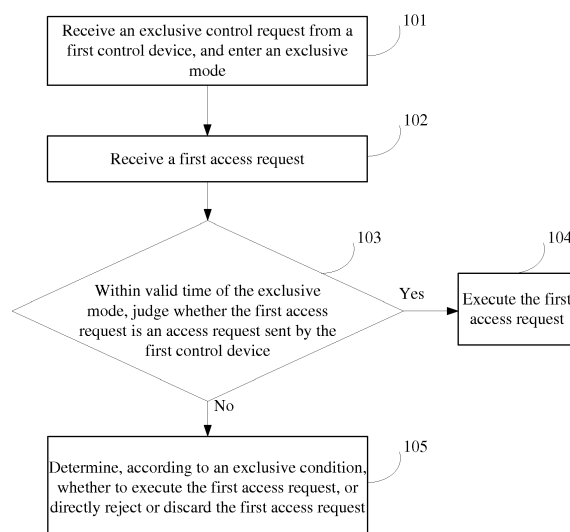 Receive an exclusive control request from a
first control device, and enter an exclusive
mode
101
Receive a first access request
102
Within valid time of the exclusive
mode, judge whether the first access
request is an access request sent by the
first control device
103
Yes
Execute the first
access request
104
No
Determine, according to an exclusive condition,
whether to execute the first access request, or
directly reject or discard the first access request
105